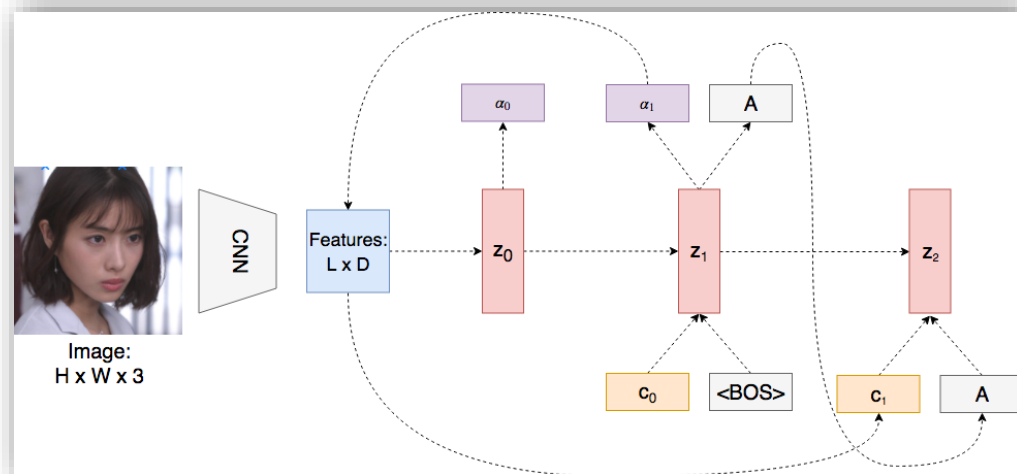 α₀
α₁
A
CNN
Features:
L x D
z₀
z₁
z₂
Image:
H x W x 3
c₀
<BOS>
c₁
A